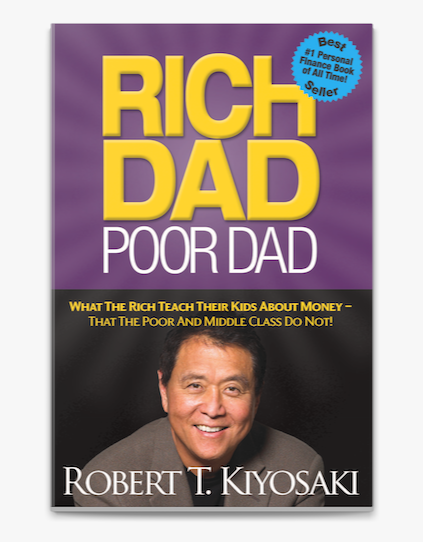 Best
#1 Personal
Finance Book
of All Time!
Seller
RICH
DAD
POOR DAD
WHAT THE RICH TEACH THEIR KIDS ABOUT MONEY –
THAT THE POOR AND MIDDLE CLASS DO NOT!
ROBERT T. KIYOSAKI